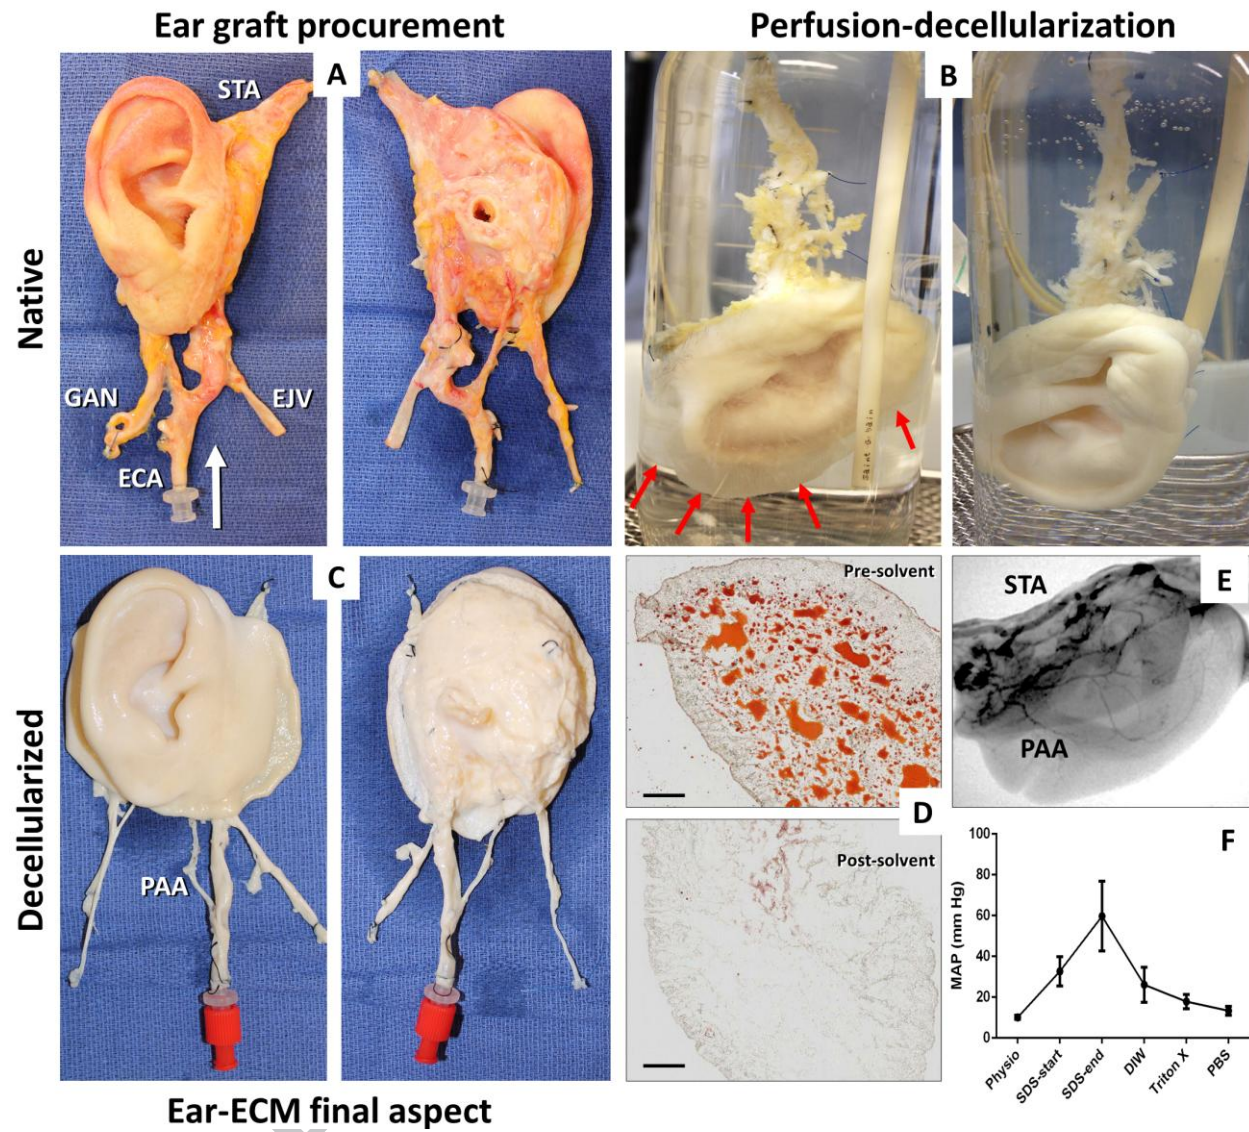 Ear graft procurement
Perfusion-decellularization
Native
A
STA
GAN
EJV
ECA
B
Decellularized
C
PAA
Pre-solvent
D
Post-solvent
E
STA
PAA
F
MAP (mm Hg)
100
80
60
40
20
0
Physio
SDS-start
SDS-end
DIW
Triton X
PBS
Ear-ECM final aspect